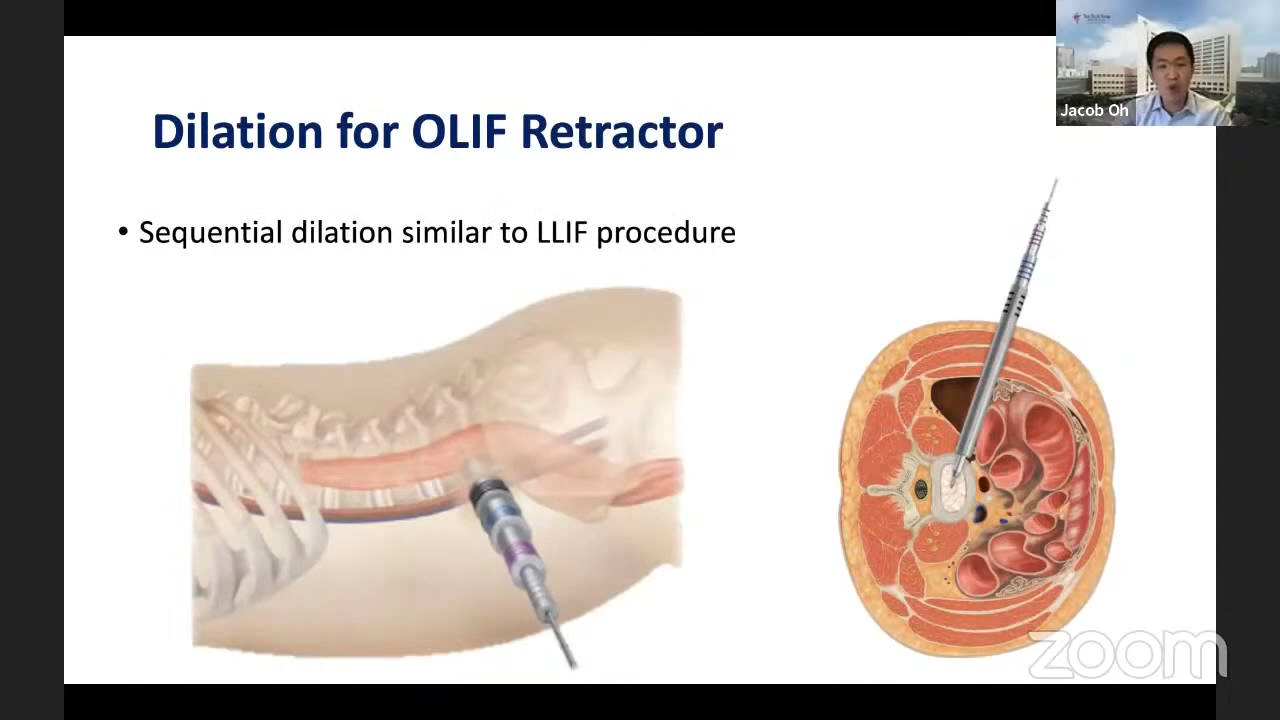 Dilation for OLIF Retractor
• Sequential dilation similar to LLIF procedure
Jacob Oh
zoom